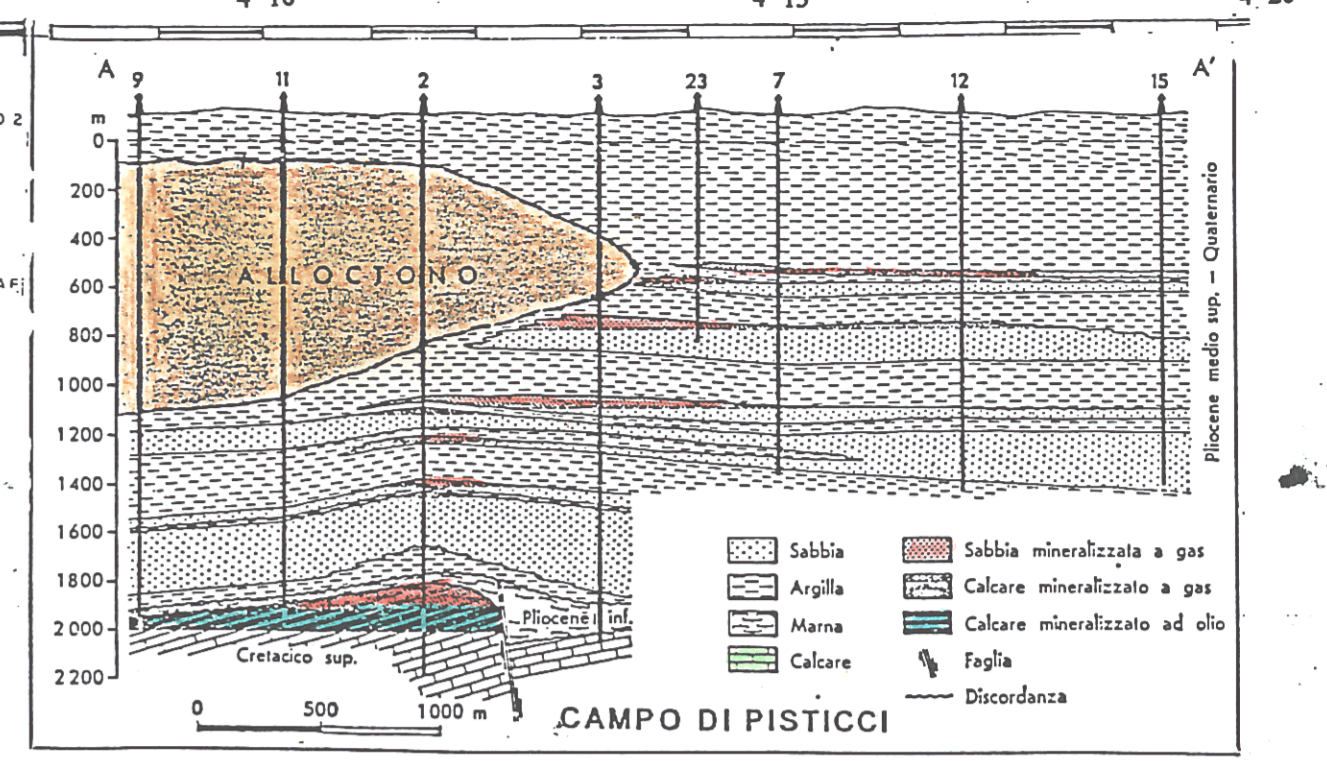 A A'
9 11 2 3 23 7 12 15
m
0
200
400
600
800
1000
1200
1400
1600
1800
2000
2200
ALLOCTONO
Pliocene medio sup. – Quaternario
Pliocene inf.
Cretacico sup.
Sabbia
Argilla
Marna
Calcare
Sabbia mineralizzata a gas
Calcare mineralizzato a gas
Calcare mineralizzato ad olio
Faglia
Discordanza
0 500 1000 m
CAMPO DI PISTICCI